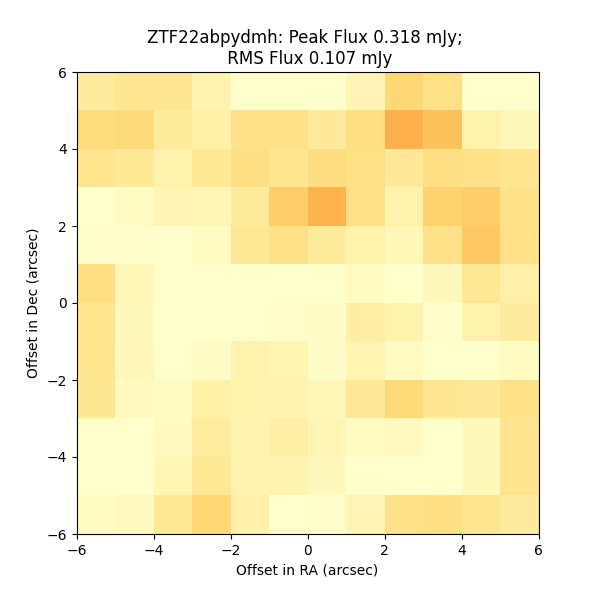 ZTF22abpydmh: Peak Flux 0.318 mJy;
RMS Flux 0.107 mJy
6
4
2
0
−2
−4
−6
Offset in Dec (arcsec)
−6 −4 −2 0 2 4 6
Offset in RA (arcsec)